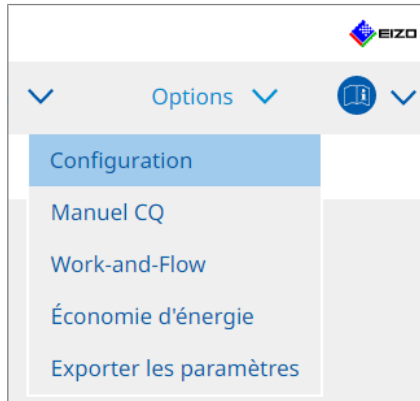 EIZO
Options
Configuration
Manuel CQ
Work-and-Flow
Économie d'énergie
Exporter les paramètres